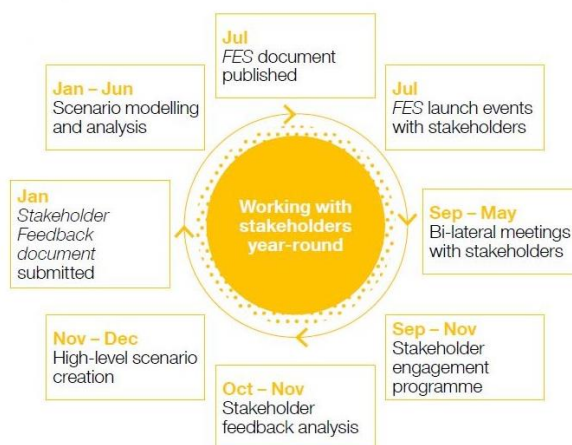 Jul
FES document
published
Jul
FES launch events
with stakeholders
Sep – May
Bi-lateral meetings
with stakeholders
Sep – Nov
Stakeholder
engagement
programme
Oct – Nov
Stakeholder
feedback analysis
Nov – Dec
High-level scenario
creation
Jan
Stakeholder
Feedback
document
submitted
Jan – Jun
Scenario modelling
and analysis
Working with
stakeholders
year-round